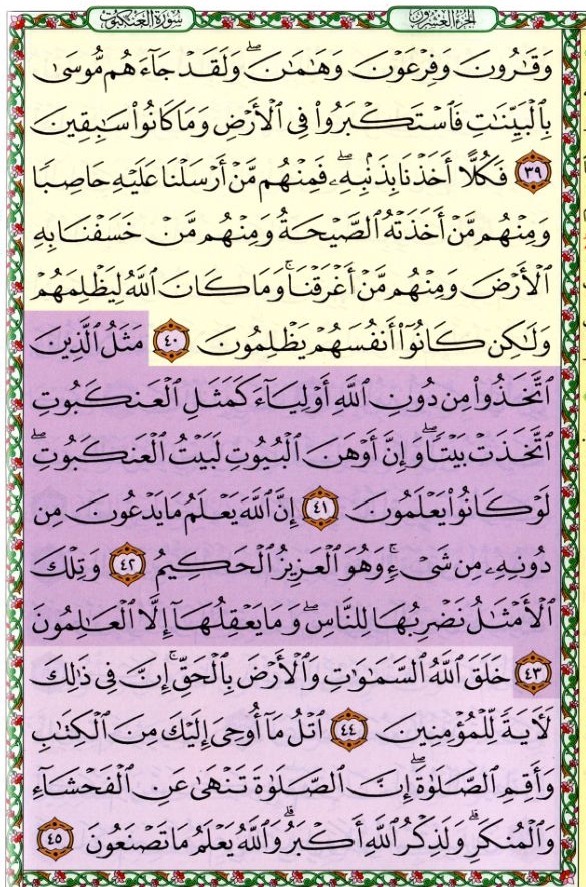 سُورَةُ العَنكَبُوتِ الجُزْءُ العِشْرُونَ
وَقَٰرُونَ وَفِرْعَوْنَ وَهَٰمَٰنَ ۖ وَلَقَدْ جَآءَهُم مُّوسَىٰ
بِٱلْبَيِّنَٰتِ فَٱسْتَكْبَرُوا۟ فِى ٱلْأَرْضِ وَمَا كَانُوا۟ سَٰبِقِينَ
٣٩ فَكُلًّا أَخَذْنَا بِذَنۢبِهِۦ ۖ فَمِنْهُم مَّنْ أَرْسَلْنَا عَلَيْهِ حَاصِبًا
وَمِنْهُم مَّنْ أَخَذَتْهُ ٱلصَّيْحَةُ وَمِنْهُم مَّنْ خَسَفْنَا بِهِ
ٱلْأَرْضَ وَمِنْهُم مَّنْ أَغْرَقْنَا ۚ وَمَا كَانَ ٱللَّهُ لِيَظْلِمَهُمْ
وَلَٰكِن كَانُوٓا۟ أَنفُسَهُمْ يَظْلِمُونَ ٤٠ مَثَلُ ٱلَّذِينَ
ٱتَّخَذُوا۟ مِن دُونِ ٱللَّهِ أَوْلِيَآءَ كَمَثَلِ ٱلْعَنكَبُوتِ
ٱتَّخَذَتْ بَيْتًا ۖ وَإِنَّ أَوْهَنَ ٱلْبُيُوتِ لَبَيْتُ ٱلْعَنكَبُوتِ ۖ
لَوْ كَانُوا۟ يَعْلَمُونَ ٤١ إِنَّ ٱللَّهَ يَعْلَمُ مَا يَدْعُونَ مِن
دُونِهِۦ مِن شَىْءٍ ۚ وَهُوَ ٱلْعَزِيزُ ٱلْحَكِيمُ ٤٢ وَتِلْكَ
ٱلْأَمْثَٰلُ نَضْرِبُهَا لِلنَّاسِ ۖ وَمَا يَعْقِلُهَآ إِلَّا ٱلْعَٰلِمُونَ
٤٣ خَلَقَ ٱللَّهُ ٱلسَّمَٰوَٰتِ وَٱلْأَرْضَ بِٱلْحَقِّ ۚ إِنَّ فِى ذَٰلِكَ
لَءَايَةً لِّلْمُؤْمِنِينَ ٤٤ ٱتْلُ مَآ أُوحِىَ إِلَيْكَ مِنَ ٱلْكِتَٰبِ
وَأَقِمِ ٱلصَّلَوٰةَ ۖ إِنَّ ٱلصَّلَوٰةَ تَنْهَىٰ عَنِ ٱلْفَحْشَآءِ
وَٱلْمُنكَرِ ۗ وَلَذِكْرُ ٱللَّهِ أَكْبَرُ ۗ وَٱللَّهُ يَعْلَمُ مَا تَصْنَعُونَ ٤٥